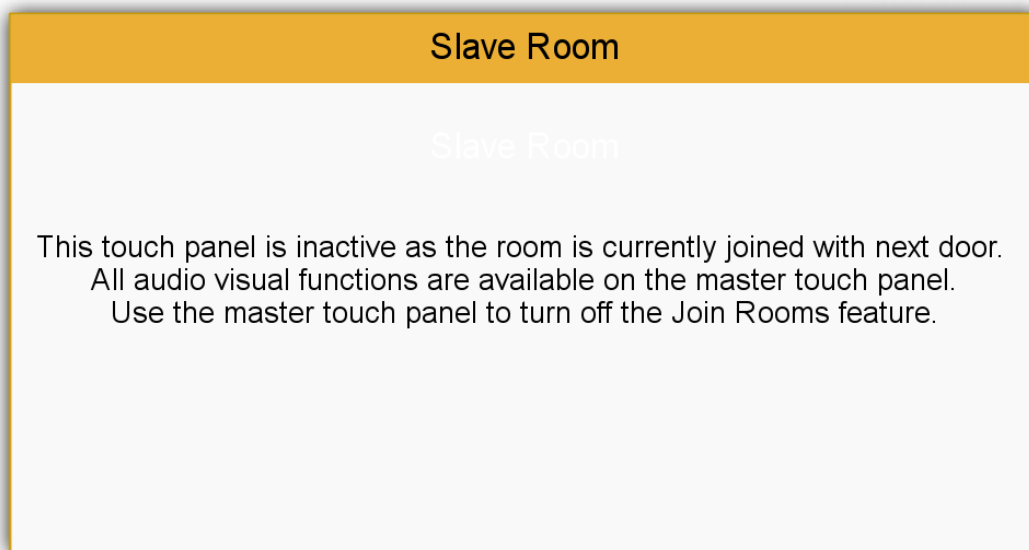 Slave Room
Slave Room
This touch panel is inactive as the room is currently joined with next door.
All audio visual functions are available on the master touch panel.
Use the master touch panel to turn off the Join Rooms feature.